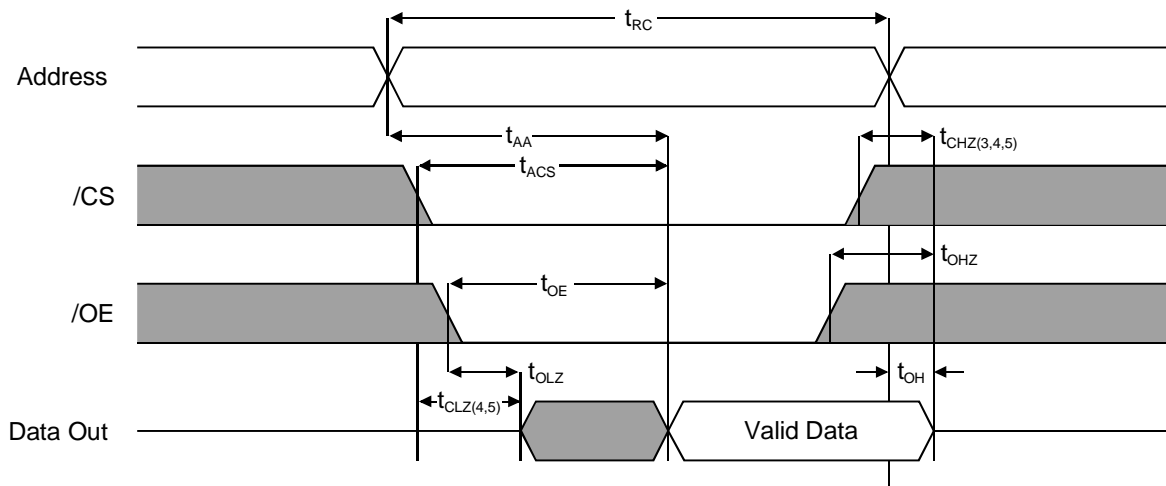 tRC
Address
tAA
tCHZ(3,4,5)
tACS
/CS
tOHZ
tOE
/OE
tOLZ
tOH
tCLZ(4,5)
Data Out
Valid Data